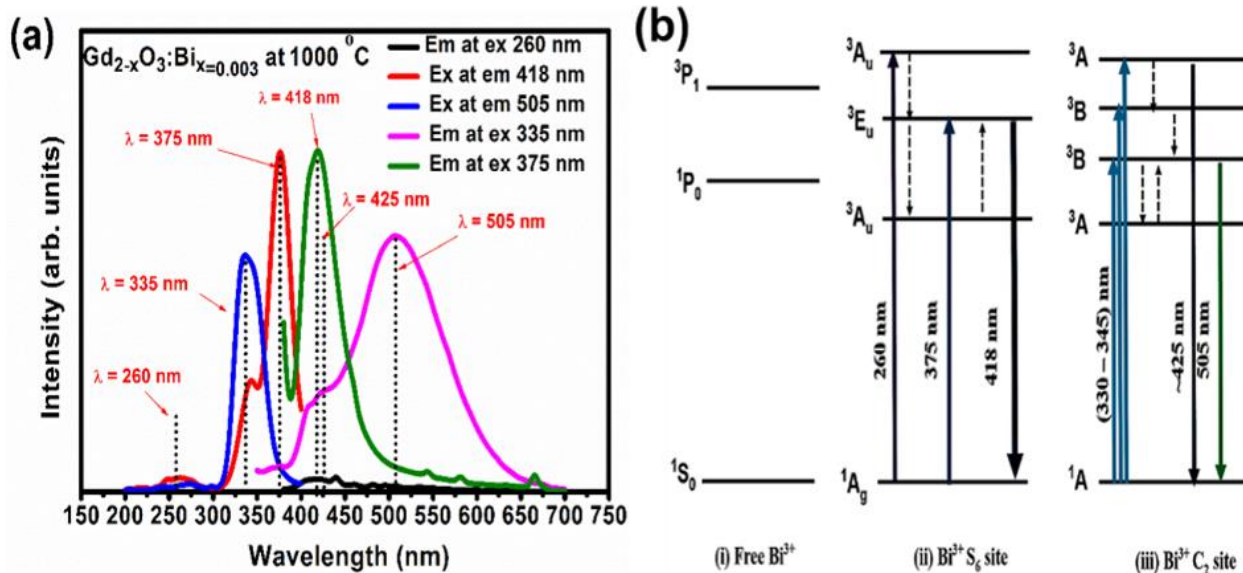 (a)
Gd2-xO3:Bix=0.003 at 1000 °C
Em at ex 260 nm
Ex at em 418 nm
Ex at em 505 nm
Em at ex 335 nm
Em at ex 375 nm
λ = 418 nm
λ = 375 nm
λ = 425 nm
λ = 505 nm
λ = 335 nm
λ = 260 nm
Intensity (arb. units)
150 200 250 300 350 400 450 500 550 600 650 700 750
Wavelength (nm)
(b)
3P1
1P0
1S0
(i) Free Bi3+
3Au
3Eu
3Au
1Ag
260 nm
375 nm
418 nm
(ii) Bi3+ S6 site
3A
3B
3B
3A
1A
(330 – 345) nm
~425 nm
505 nm
(iii) Bi3+ C2 site